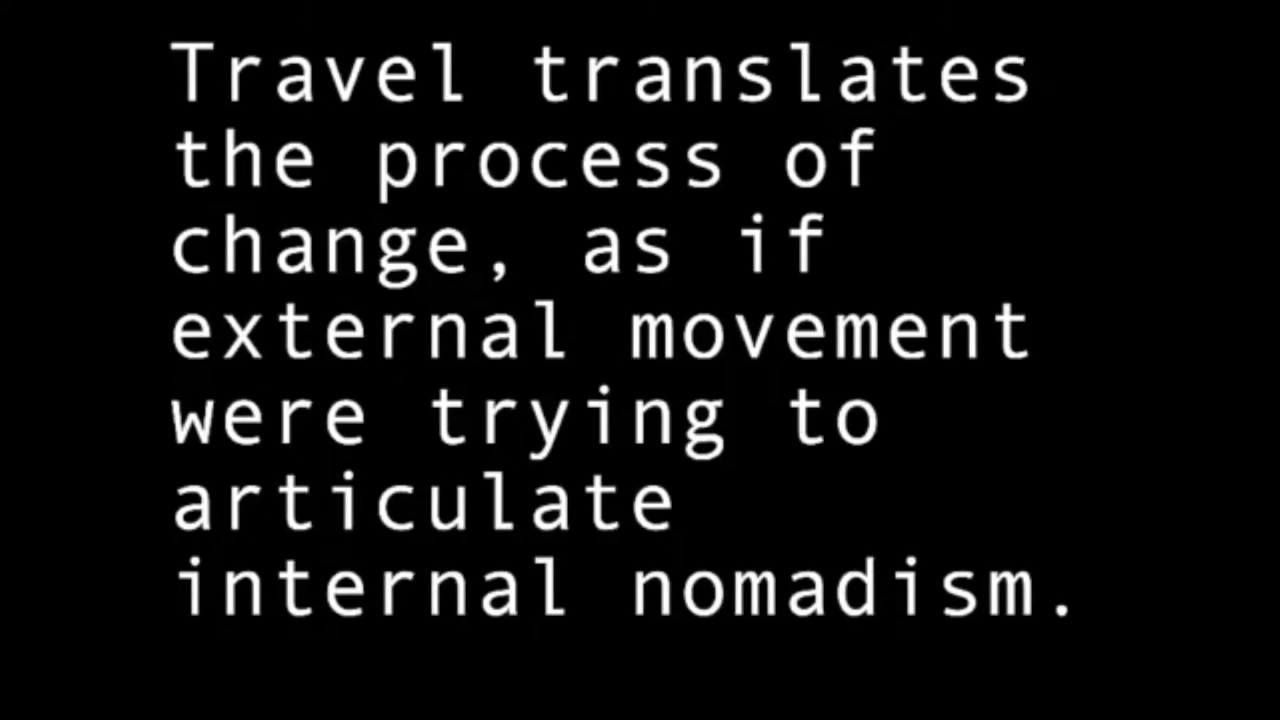 Travel translates
the process of
change, as if
external movement
were trying to
articulate
internal nomadism.